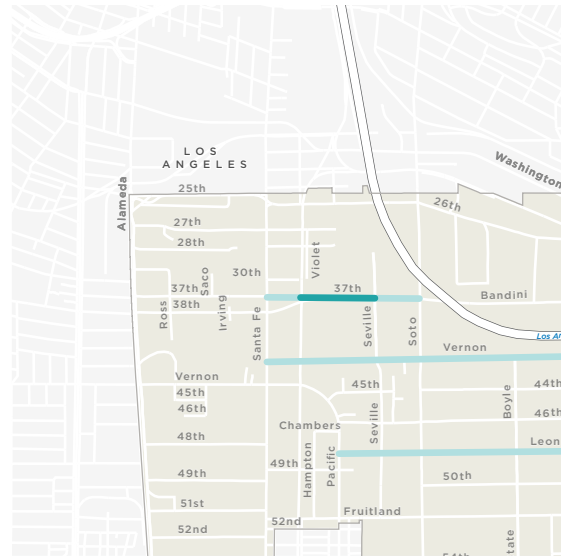 LOS
ANGELES
Washington
Alameda
25th
26th
27th
28th
Violet
30th
Saco
37th
37th
Bandini
38th
Ross
Irving
Santa Fe
Seville
Soto
Los An
Vernon
Vernon
45th
44th
45th
Boyle
46th
46th
Chambers
Seville
48th
Leon
Hampton
Pacific
49th
49th
50th
51st
Fruitland
52nd
52nd
tate
54th